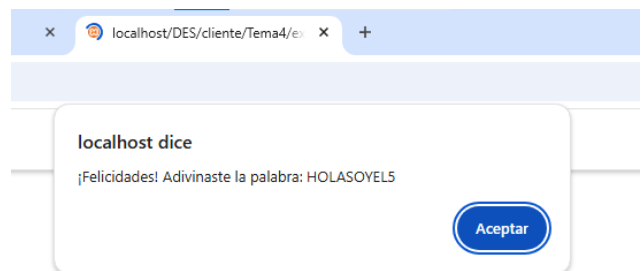 localhost/DES/cliente/Tema4/e
localhost dice
¡Felicidades! Adivinaste la palabra: HOLASOYEL5
Aceptar